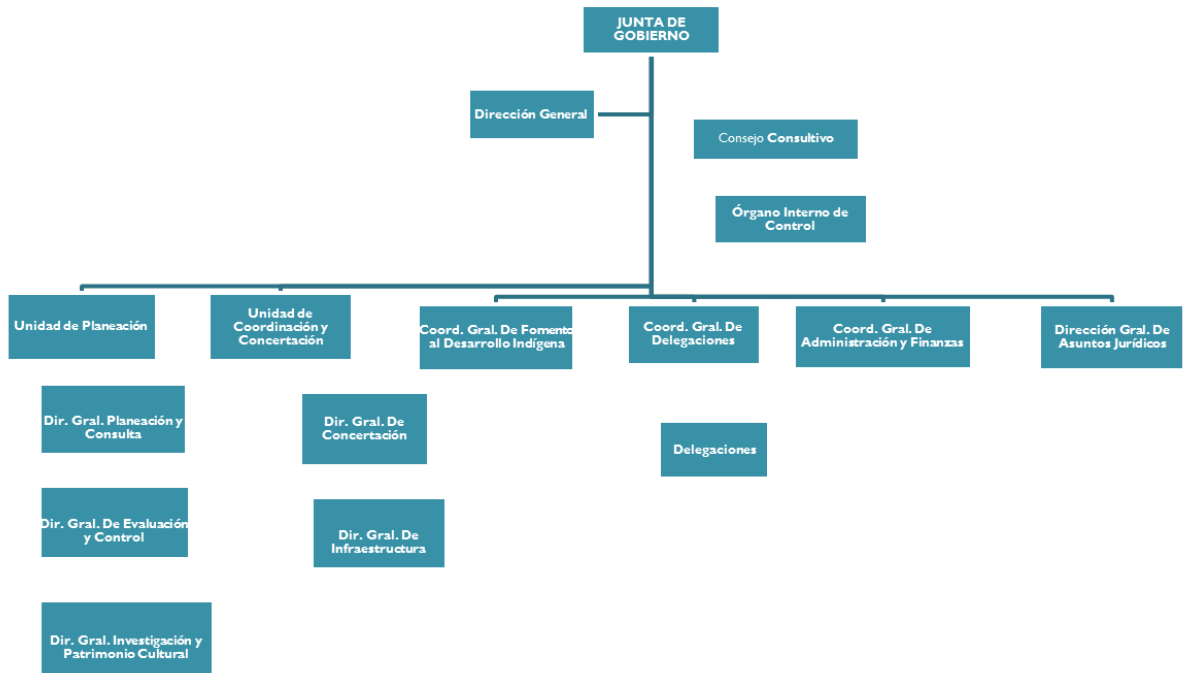 JUNTA DE
GOBIERNO
Dirección General
Consejo Consultivo
Órgano Interno de
Control
Unidad de Planeación
Unidad de
Coordinación y
Concertación
Coord. Gral. De Fomento
al Desarrollo Indígena
Coord. Gral. De
Delegaciones
Coord. Gral. De
Administración y Finanzas
Dirección Gral. De
Asuntos Jurídicos
Dir. Gral. Planeación y
Consulta
Dir. Gral. De
Concertación
Delegaciones
Dir. Gral. De Evaluación
y Control
Dir. Gral. De
Infraestructura
Dir. Gral. Investigación y
Patrimonio Cultural